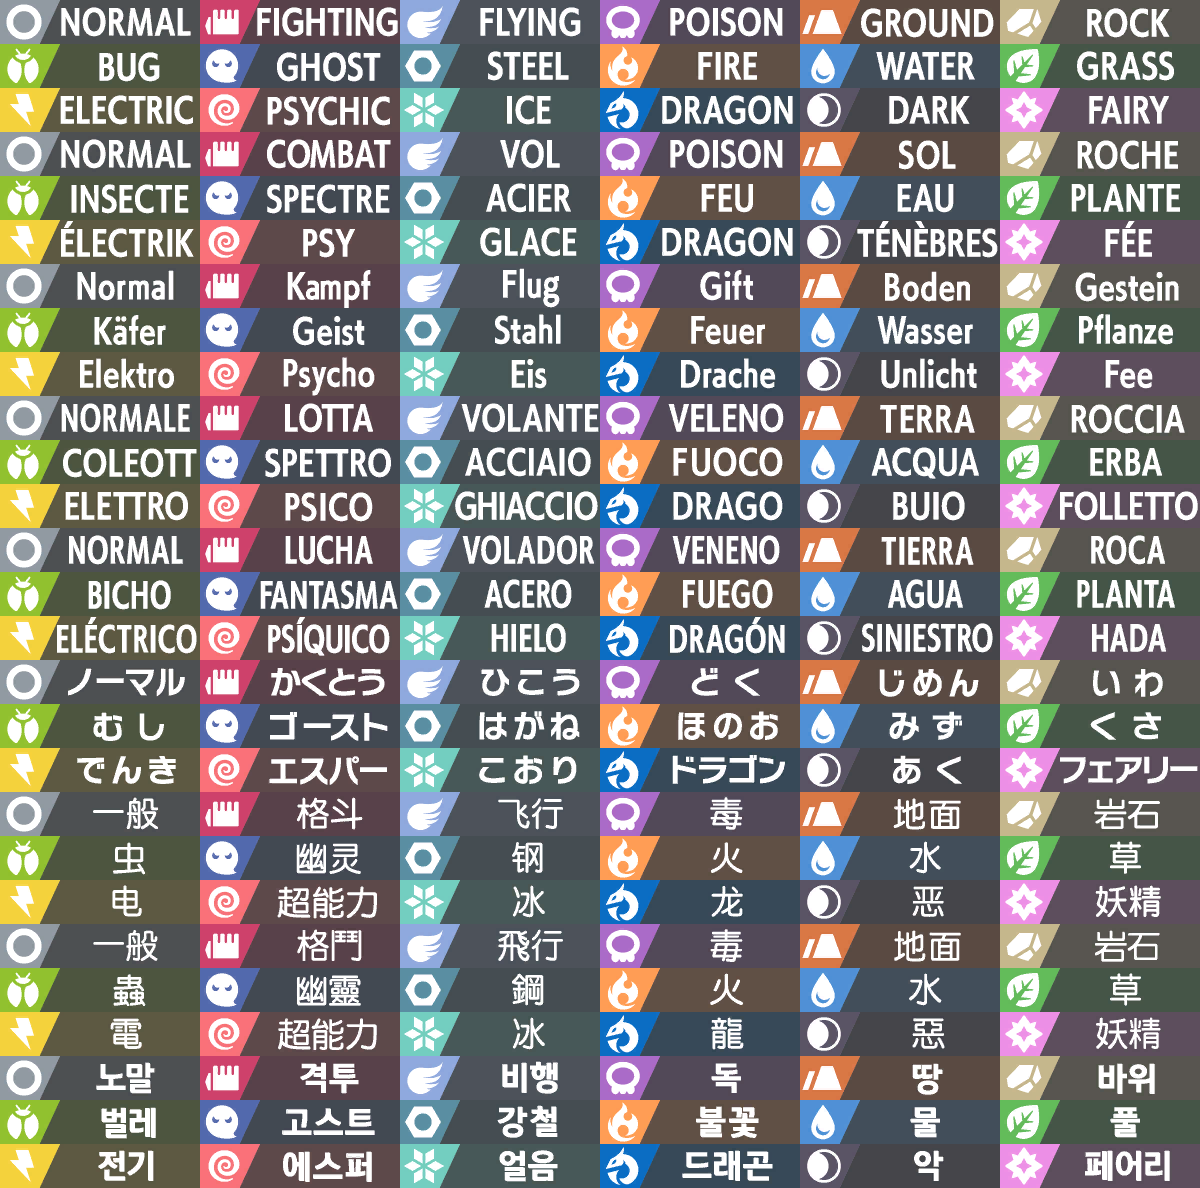 NORMAL FIGHTING FLYING POISON GROUND ROCK
BUG GHOST STEEL FIRE WATER GRASS
ELECTRIC PSYCHIC ICE DRAGON DARK FAIRY
NORMAL COMBAT VOL POISON SOL ROCHE
INSECTE SPECTRE ACIER FEU EAU PLANTE
ÉLECTRIK PSY GLACE DRAGON TÉNÈBRES FÉE
Normal Kampf Flug Gift Boden Gestein
Käfer Geist Stahl Feuer Wasser Pflanze
Elektro Psycho Eis Drache Unlicht Fee
NORMALE LOTTA VOLANTE VELENO TERRA ROCCIA
COLEOTT SPETTRO ACCIAIO FUOCO ACQUA ERBA
ELETTRO PSICO GHIACCIO DRAGO BUIO FOLLETTO
NORMAL LUCHA VOLADOR VENENO TIERRA ROCA
BICHO FANTASMA ACERO FUEGO AGUA PLANTA
ELÉCTRICO PSÍQUICO HIELO DRAGÓN SINIESTRO HADA
ノーマル かくとう ひこう どく じめん いわ
むし ゴースト はがね ほのお みず くさ
でんき エスパー こおり ドラゴン あく フェアリー
一般 格斗 飞行 毒 地面 岩石
虫 幽灵 钢 火 水 草
电 超能力 冰 龙 恶 妖精
一般 格鬥 飛行 毒 地面 岩石
蟲 幽靈 鋼 火 水 草
電 超能力 冰 龍 惡 妖精
노말 격투 비행 독 땅 바위
벌레 고스트 강철 불꽃 물 풀
전기 에스퍼 얼음 드래곤 악 페어리